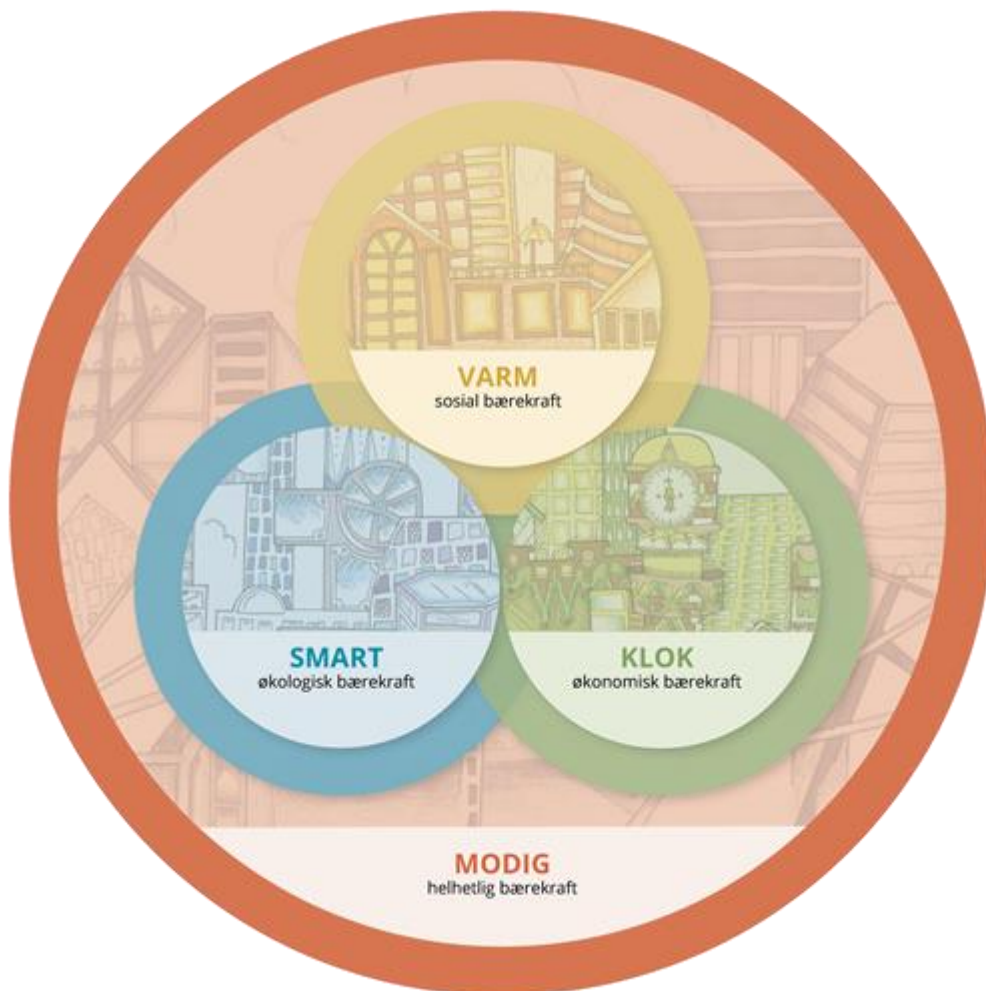 VARM
sosial bærekraft
SMART
økologisk bærekraft
KLOK
økonomisk bærekraft
MODIG
helhetlig bærekraft